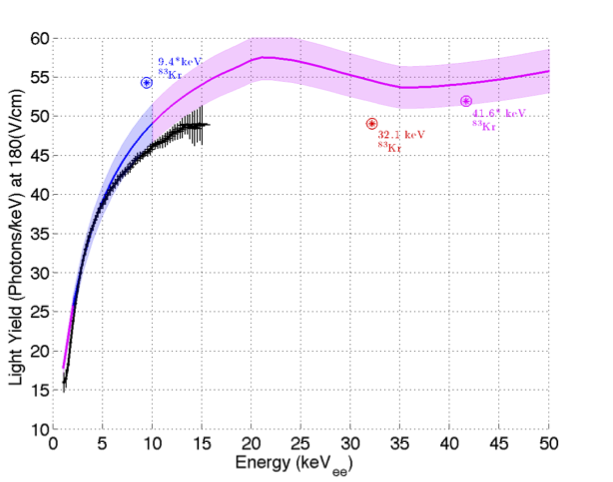 60
55
50
45
40
35
30
25
20
15
10
Light Yield (Photons/keV) at 180(V/cm)
9.4*keV
83Kr
32.1 keV
83Kr
41.6* keV
83Kr
0 5 10 15 20 25 30 35 40 45 50
Energy (keVee)